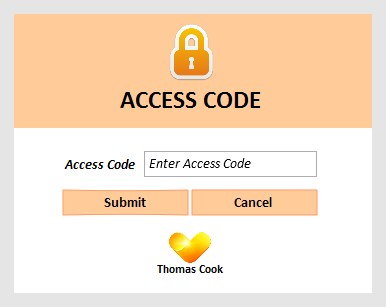 ACCESS CODE
Access Code Enter Access Code
Submit Cancel
Thomas Cook